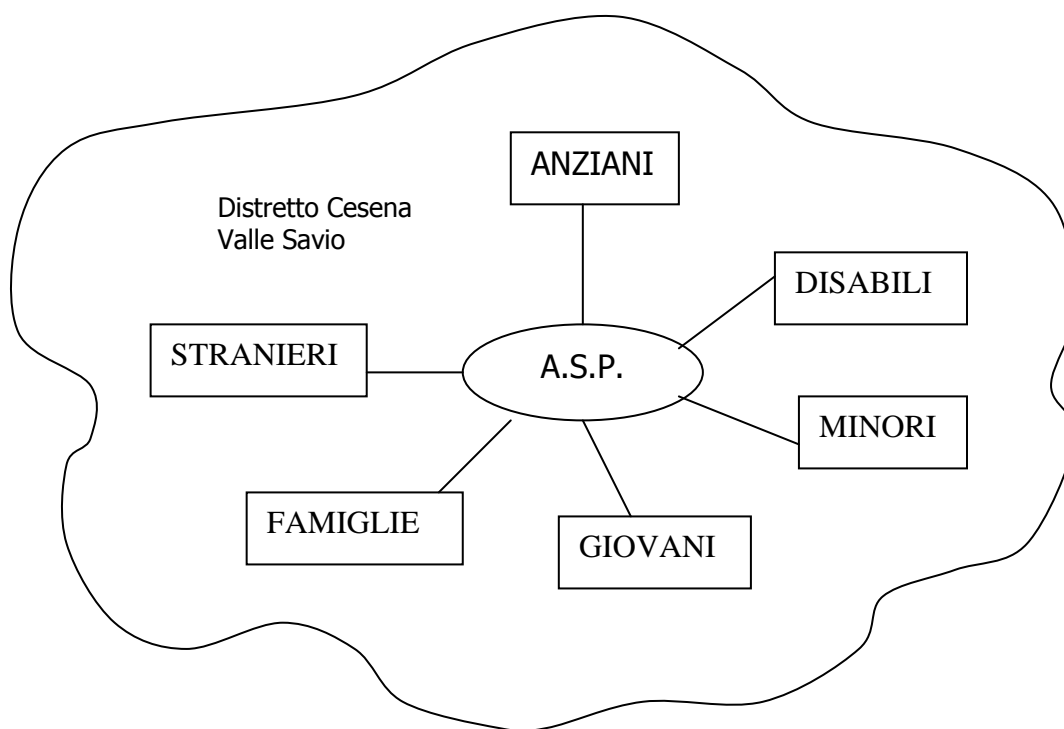 ANZIANI
Distretto Cesena
Valle Savio
DISABILI
STRANIERI
A.S.P.
MINORI
FAMIGLIE
GIOVANI